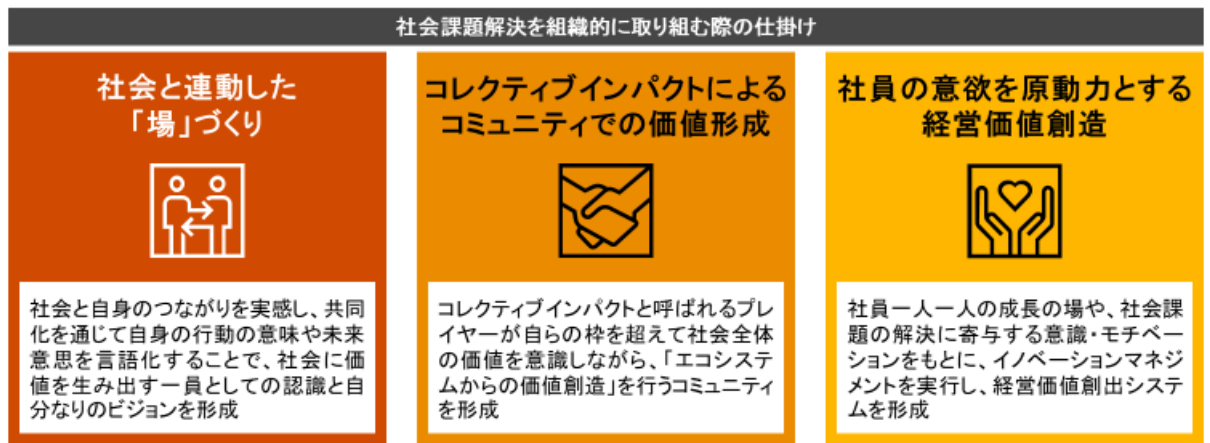 社会課題解決を組織的に取り組む際の仕掛け
社会と連動した
「場」づくり
社会と自身のつながりを実感し、共同
化を通じて自身の行動の意味や未来
意思を言語化することで、社会に価
値を生み出す一員としての認識と自
分なりのビジョンを形成
コレクティブインパクトによる
コミュニティでの価値形成
コレクティブインパクトと呼ばれるプレ
イヤーが自らの枠を超えて社会全体
の価値を意識しながら、「エコシステ
ムからの価値創造」を行うコミュニティ
を形成
社員の意欲を原動力とする
経営価値創造
社員一人一人の成長の場や、社会課
題の解決に寄与する意識・モチベー
ションをもとに、イノベーションマネジ
メントを実行し、経営価値創出システ
ムを形成